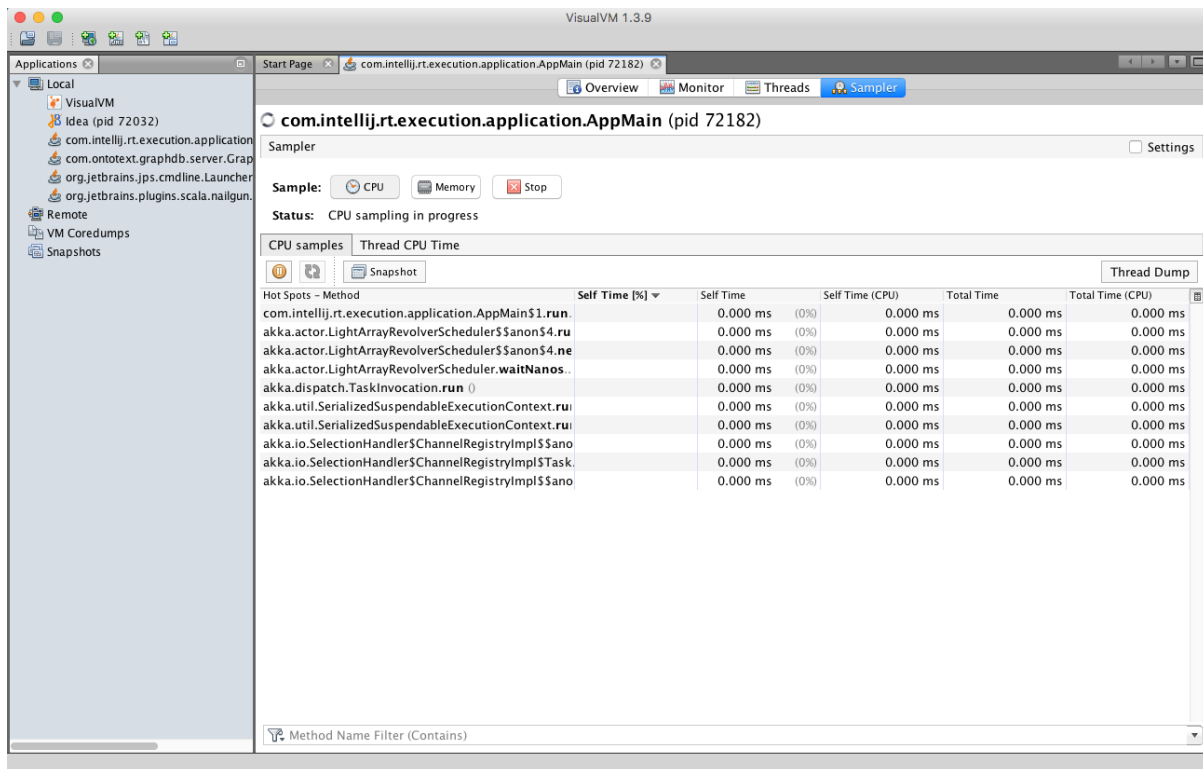 VisualVM 1.3.9
Applications
Start Page com.intellij.rt.execution.application.AppMain (pid 72182)
Local
VisualVM
Idea (pid 72032)
com.intellij.rt.execution.application
com.ontotext.graphdb.server.Grap
org.jetbrains.jps.cmdline.Launcher
org.jetbrains.plugins.scala.nailgun.
Remote
VM Coredumps
Snapshots
Overview Monitor Threads Sampler
com.intellij.rt.execution.application.AppMain (pid 72182)
Sampler Settings
Sample: CPU Memory Stop
Status: CPU sampling in progress
CPU samples Thread CPU Time
Snapshot Thread Dump
Hot Spots – Method Self Time [%] Self Time Self Time (CPU) Total Time Total Time (CPU)
com.intellij.rt.execution.application.AppMain$1.run. 0.000 ms (0%) 0.000 ms 0.000 ms 0.000 ms
akka.actor.LightArrayRevolverScheduler$$anon$4.ru 0.000 ms (0%) 0.000 ms 0.000 ms 0.000 ms
akka.actor.LightArrayRevolverScheduler$$anon$4.ne 0.000 ms (0%) 0.000 ms 0.000 ms 0.000 ms
akka.actor.LightArrayRevolverScheduler.waitNanos.. 0.000 ms (0%) 0.000 ms 0.000 ms 0.000 ms
akka.dispatch.TaskInvocation.run () 0.000 ms (0%) 0.000 ms 0.000 ms 0.000 ms
akka.util.SerializedSuspendableExecutionContext.ru 0.000 ms (0%) 0.000 ms 0.000 ms 0.000 ms
akka.util.SerializedSuspendableExecutionContext.ru 0.000 ms (0%) 0.000 ms 0.000 ms 0.000 ms
akka.io.SelectionHandler$ChannelRegistryImpl$$ano 0.000 ms (0%) 0.000 ms 0.000 ms 0.000 ms
akka.io.SelectionHandler$ChannelRegistryImpl$Task. 0.000 ms (0%) 0.000 ms 0.000 ms 0.000 ms
akka.io.SelectionHandler$ChannelRegistryImpl$$ano 0.000 ms (0%) 0.000 ms 0.000 ms 0.000 ms
Method Name Filter (Contains)